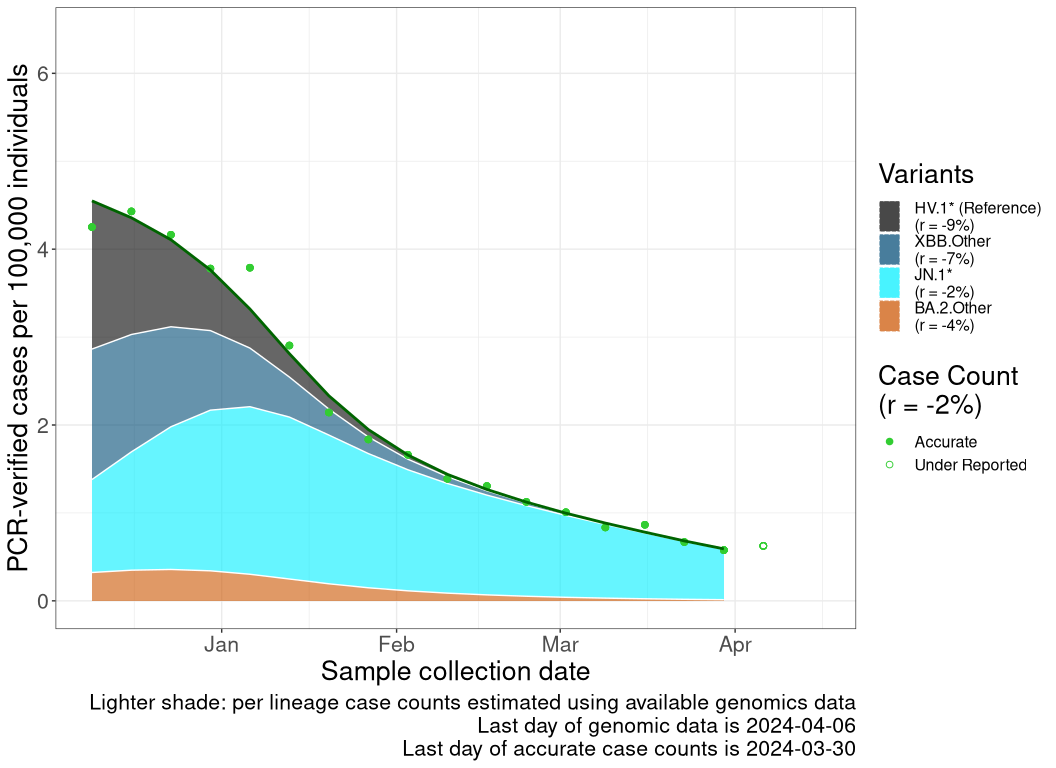 PCR-verified cases per 100,000 individuals
6
4
2
0
Jan Feb Mar Apr
Sample collection date
Lighter shade: per lineage case counts estimated using available genomics data
Last day of genomic data is 2024-04-06
Last day of accurate case counts is 2024-03-30
Variants
HV.1* (Reference)
(r = -9%)
XBB.Other
(r = -7%)
JN.1*
(r = -2%)
BA.2.Other
(r = -4%)
Case Count
(r = -2%)
Accurate
Under Reported